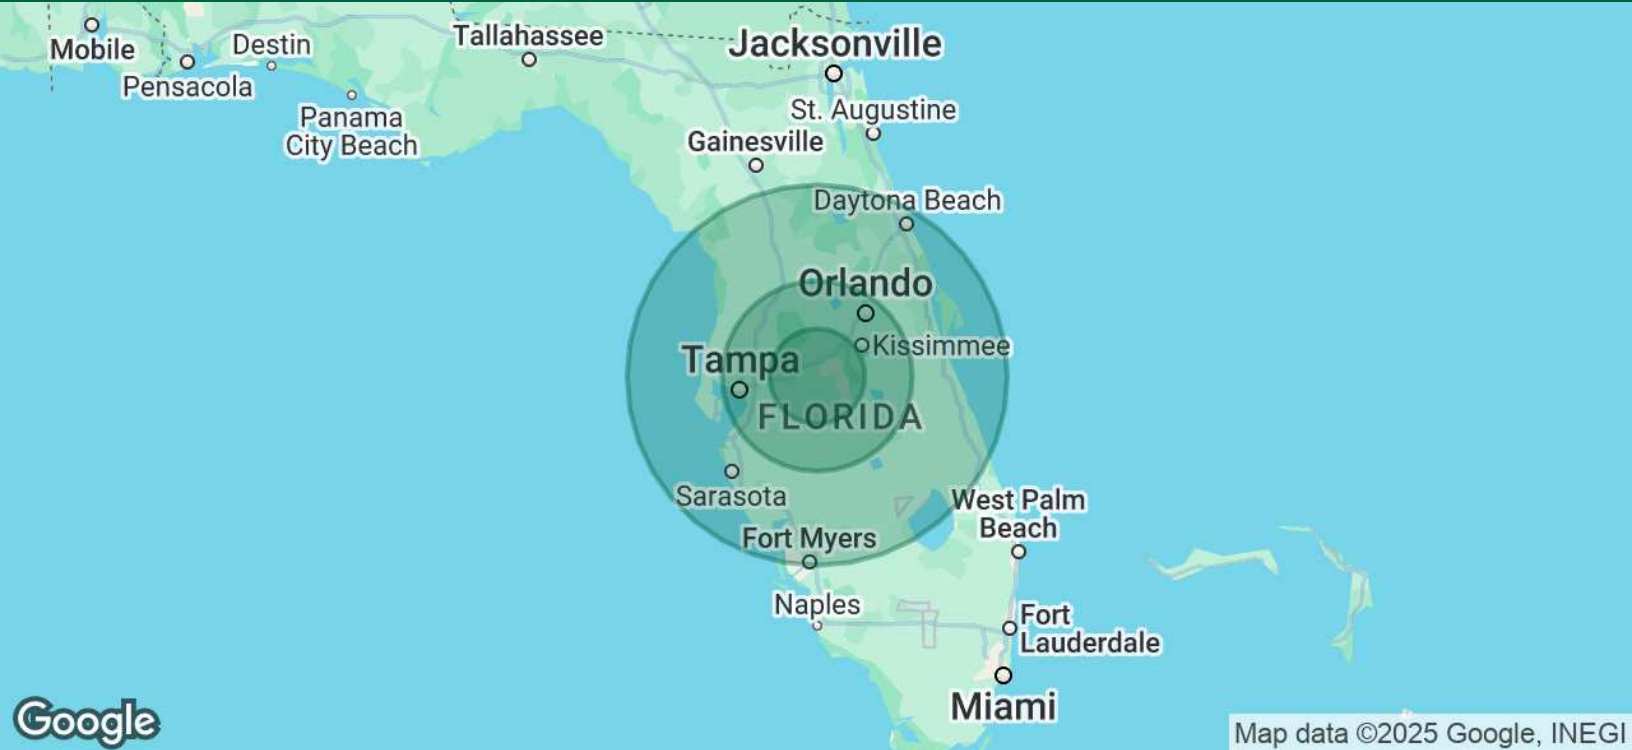 Mobile
Pensacola
Destin
Panama
City Beach
Tallahassee
Jacksonville
St. Augustine
Gainesville
Daytona Beach
Orlando
Kissimmee
Tampa
FLORIDA
Sarasota
West Palm
Beach
Fort Myers
Naples
Fort
Lauderdale
Miami
Google
Map data ©2025 Google, INEGI